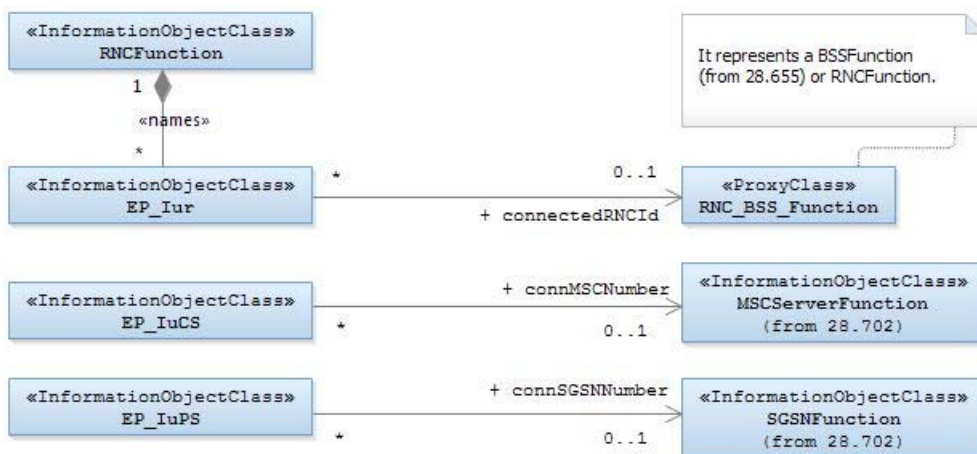 «InformationObjectClass»
RNCFunction
1
«names»
*
It represents a BSSFunction
(from 28.655) or RNCFunction.
«InformationObjectClass»
EP_Iur
*
0..1
+ connectedRNCId
«ProxyClass»
RNC_BSS_Function
«InformationObjectClass»
EP_IuCS
+ connMSCNumber
*
0..1
«InformationObjectClass»
MSCServerFunction
(from 28.702)
«InformationObjectClass»
EP_IuPS
+ connSGSNNumber
*
0..1
«InformationObjectClass»
SGSNFunction
(from 28.702)